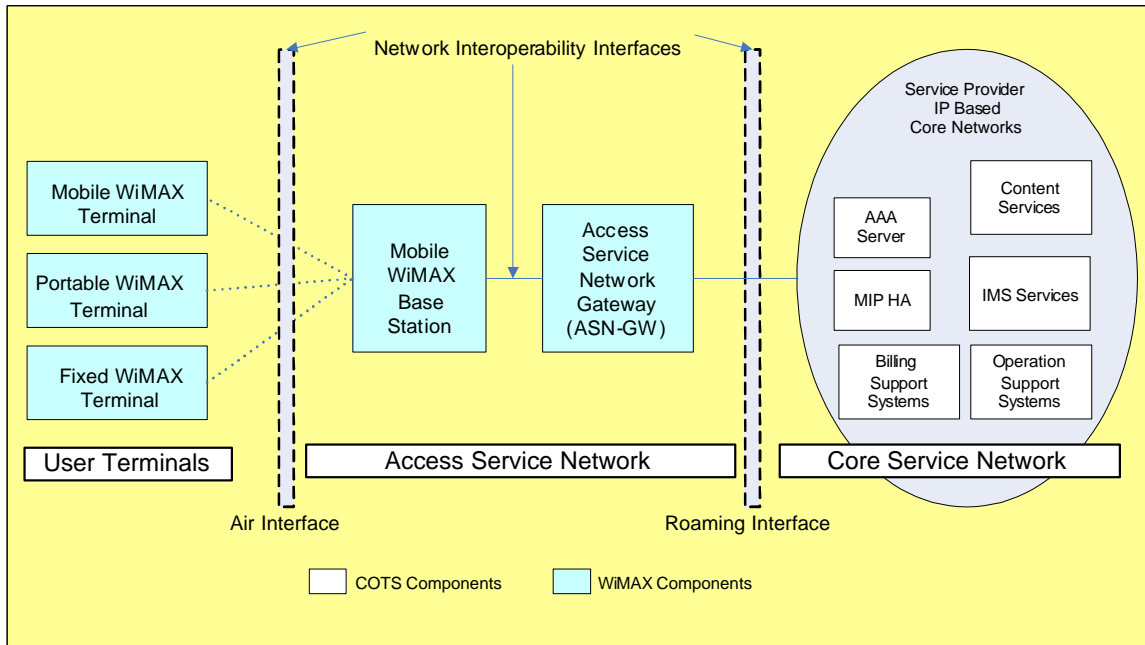 Network Interoperability Interfaces
Service Provider
IP Based
Core Networks
Mobile WiMAX
Terminal
Portable WiMAX
Terminal
Fixed WiMAX
Terminal
Mobile
WiMAX
Base
Station
Access
Service
Network
Gateway
(ASN-GW)
AAA
Server
Content
Services
MIP HA
IMS Services
Billing
Support
Systems
Operation
Support
Systems
User Terminals
Access Service Network
Core Service Network
Air Interface
Roaming Interface
COTS Components
WiMAX Components